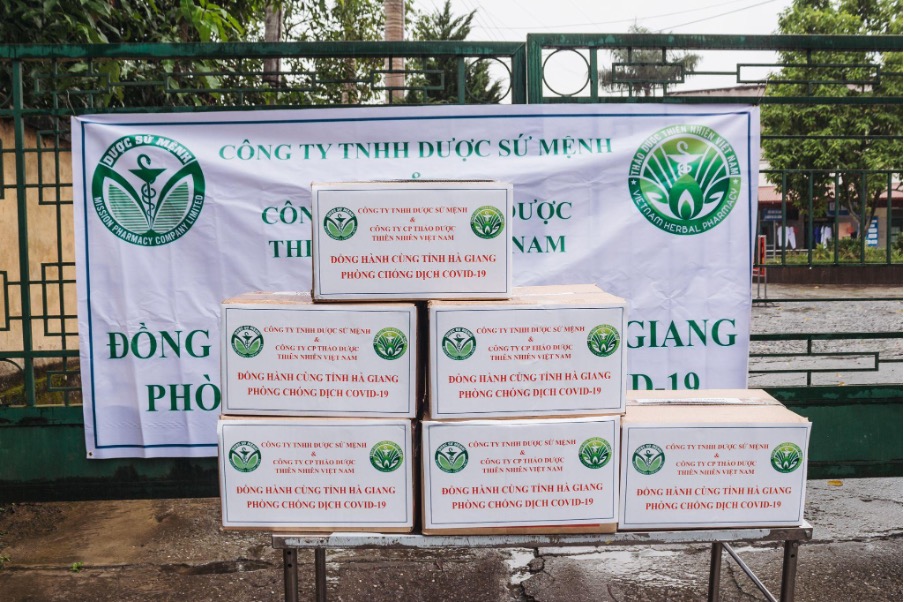 DƯỢC SỨ MỆNH
MISSION PHARMACY COMPANY LIMITED
CÔNG TY TNHH DƯỢC SỨ MỆNH
THẢO DƯỢC THIÊN NHIÊN VIỆT NAM
VIETNAM HERBAL PHARMACY
CÔN DƯỢC
THI NAM
ĐỒNG GIANG
PHÒ D-19
CÔNG TY TNHH DƯỢC SỨ MỆNH
&
CÔNG TY CP THẢO DƯỢC
THIÊN NHIÊN VIỆT NAM
ĐỒNG HÀNH CÙNG TỈNH HÀ GIANG
PHÒNG CHỐNG DỊCH COVID-19
CÔNG TY TNHH DƯỢC SỨ MỆNH
&
CÔNG TY CP THẢO DƯỢC
THIÊN NHIÊN VIỆT NAM
ĐỒNG HÀNH CÙNG TỈNH HÀ GIANG
PHÒNG CHỐNG DỊCH COVID-19
CÔNG TY TNHH DƯỢC SỨ MỆNH
&
CÔNG TY CP THẢO DƯỢC
THIÊN NHIÊN VIỆT NAM
ĐỒNG HÀNH CÙNG TỈNH HÀ GIANG
PHÒNG CHỐNG DỊCH COVID-19
CÔNG TY TNHH DƯỢC SỨ MỆNH
&
CÔNG TY CP THẢO DƯỢC
THIÊN NHIÊN VIỆT NAM
ĐỒNG HÀNH CÙNG TỈNH HÀ GIANG
PHÒNG CHỐNG DỊCH COVID-19
CÔNG TY TNHH DƯỢC SỨ MỆNH
&
CÔNG TY CP THẢO DƯỢC
THIÊN NHIÊN VIỆT NAM
ĐỒNG HÀNH CÙNG TỈNH HÀ GIANG
PHÒNG CHỐNG DỊCH COVID-19
CÔNG TY TNHH DƯỢC SỨ MỆNH
&
CÔNG TY CP THẢO DƯỢC
THIÊN NHIÊN VIỆT NAM
ĐỒNG HÀNH CÙNG TỈNH HÀ GIANG
PHÒNG CHỐNG DỊCH COVID-19